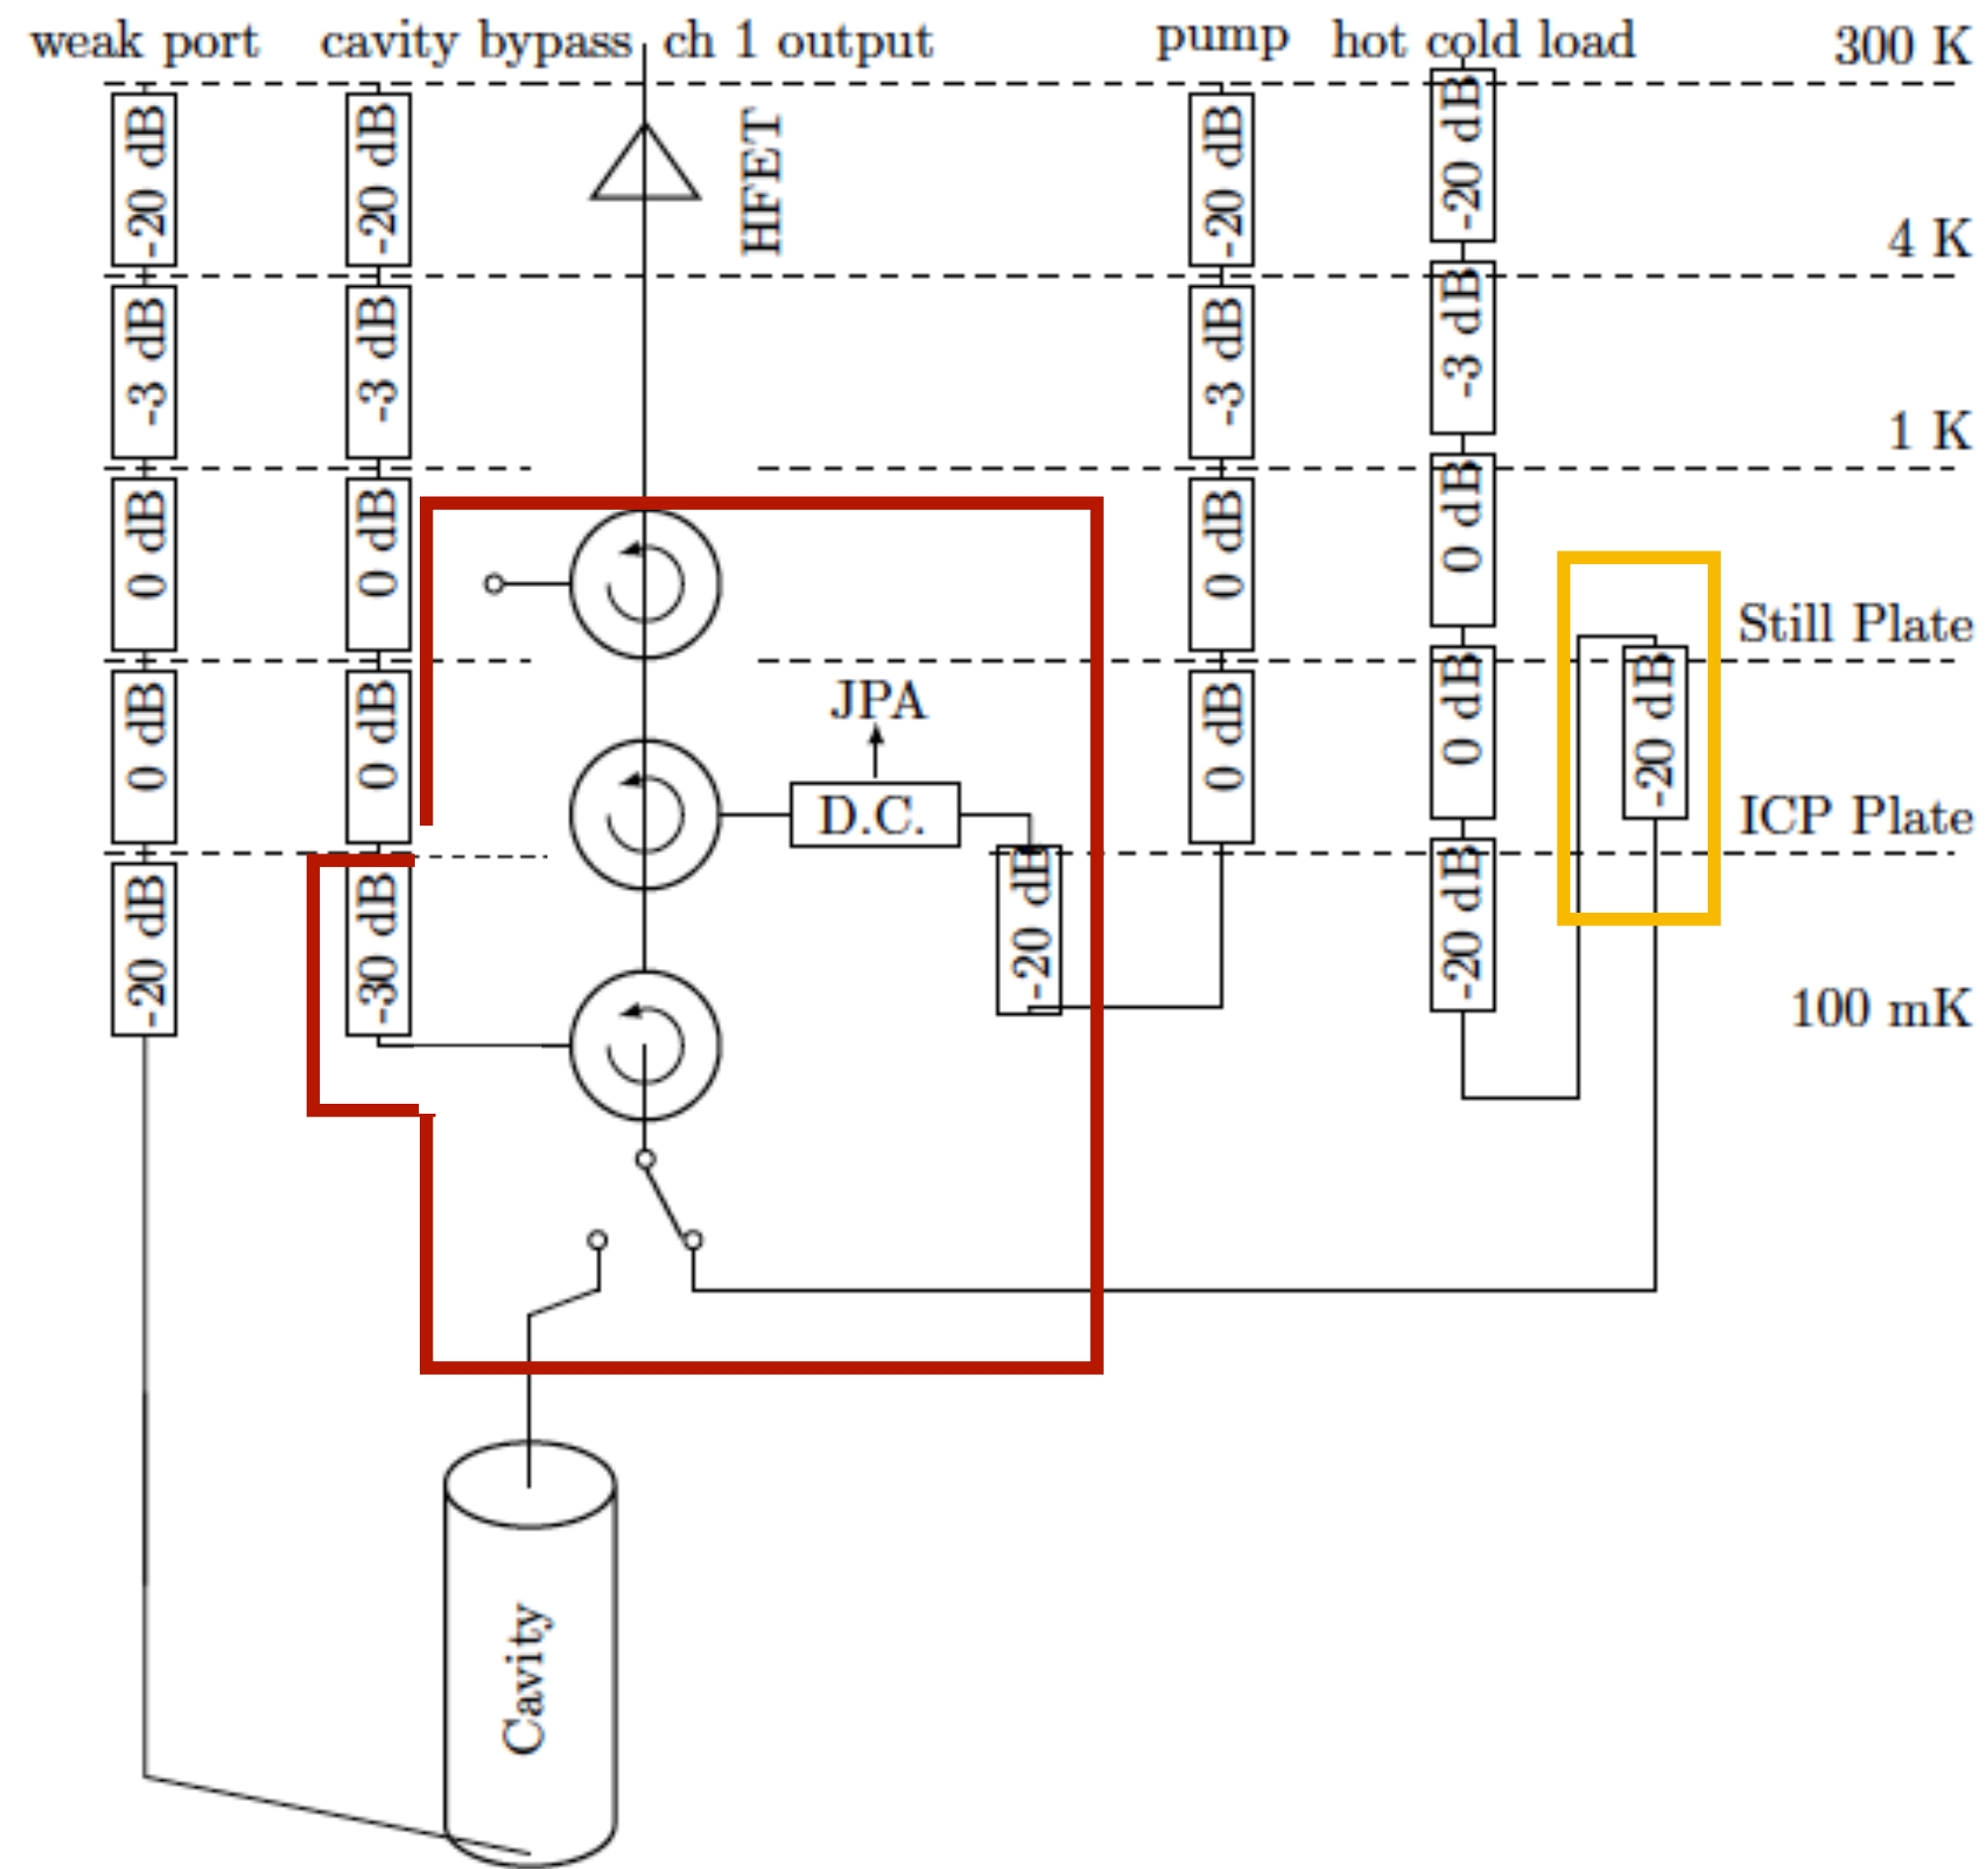 weak port cavity bypass ch 1 output pump hot cold load 300 K
-20 dB -20 dB HFET -20 dB -20 dB
4 K
-3 dB -3 dB -3 dB -3 dB
1 K
0 dB 0 dB 0 dB 0 dB
Still Plate
0 dB 0 dB JPA 0 dB 0 dB -20 dB
D.C. ICP Plate
-20 dB -30 dB -20 dB -20 dB
100 mK
Cavity